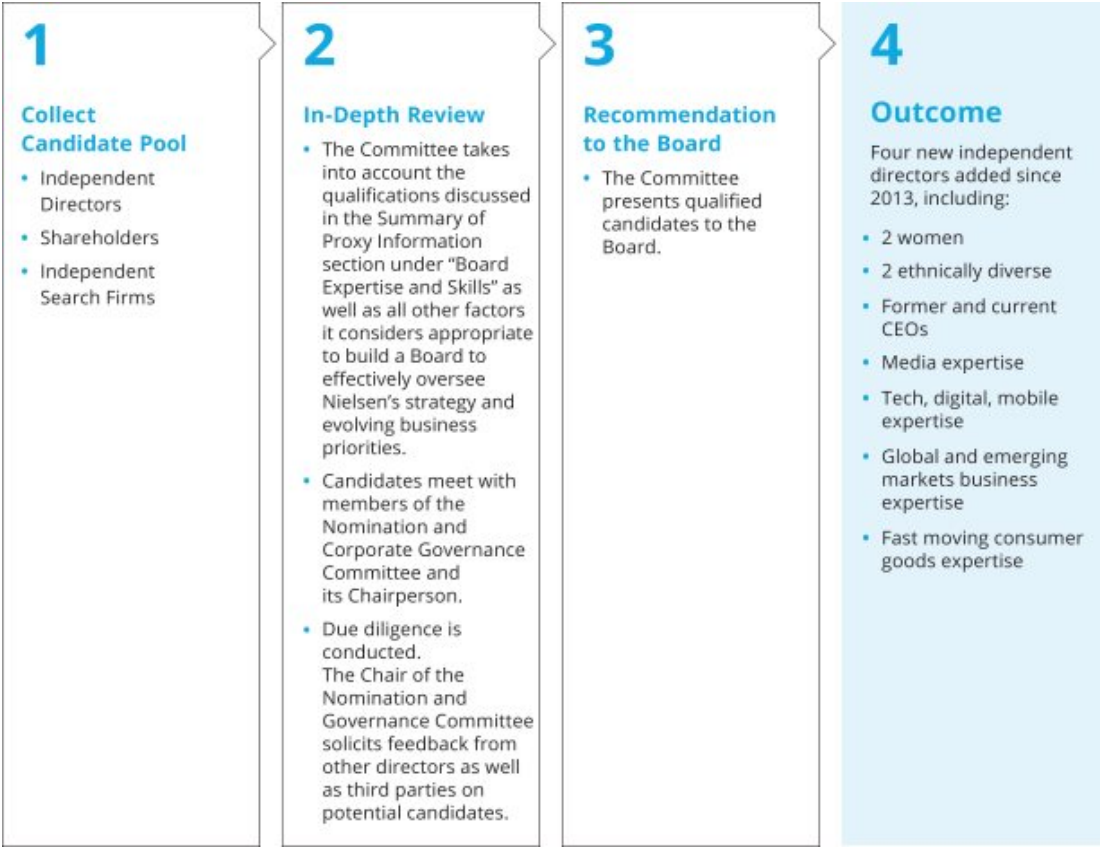 1
Collect
Candidate Pool
• Independent
Directors
• Shareholders
• Independent
Search Firms
2
In-Depth Review
• The Committee takes
into account the
qualifications discussed
in the Summary of
Proxy Information
section under “Board
Expertise and Skills” as
well as all other factors
it considers appropriate
to build a Board to
effectively oversee
Nielsen’s strategy and
evolving business
priorities.
• Candidates meet with
members of the
Nomination and
Corporate Governance
Committee and
its Chairperson.
• Due diligence is
conducted.
The Chair of the
Nomination and
Governance Committee
solicits feedback from
other directors as well
as third parties on
potential candidates.
3
Recommendation
to the Board
• The Committee
presents qualified
candidates to the
Board.
4
Outcome
Four new independent
directors added since
2013, including:
• 2 women
• 2 ethnically diverse
• Former and current
CEOs
• Media expertise
• Tech, digital, mobile
expertise
• Global and emerging
markets business
expertise
• Fast moving consumer
goods expertise